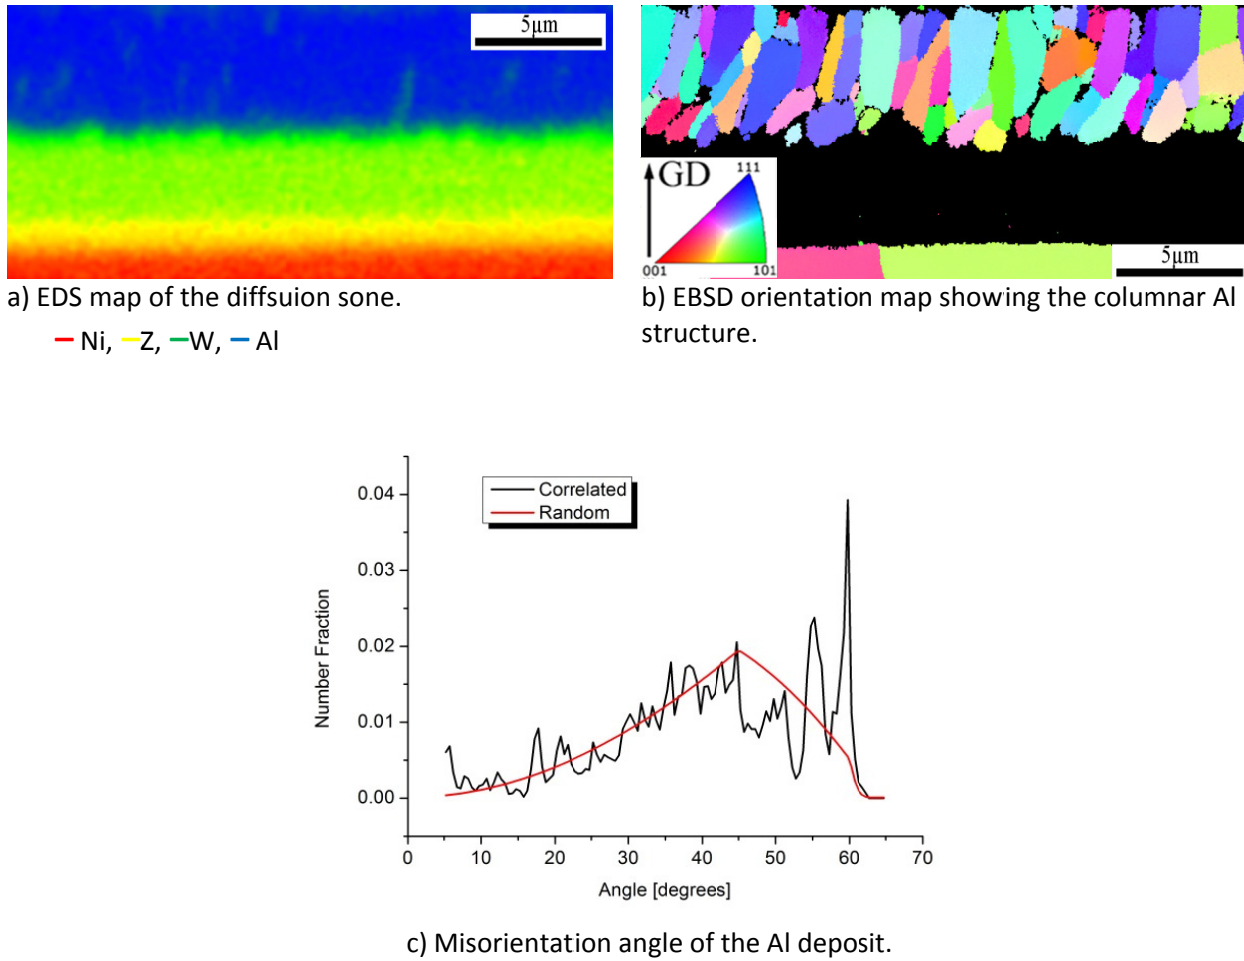 5µm
GD
111
001
101
5µm
a) EDS map of the diffsuion sone.
Ni, Z, W, Al
b) EBSD orientation map showing the columnar Al
structure.
Correlated
Random
0.04
0.03
0.02
0.01
0.00
Number Fraction
0 10 20 30 40 50 60 70
Angle [degrees]
c) Misorientation angle of the Al deposit.